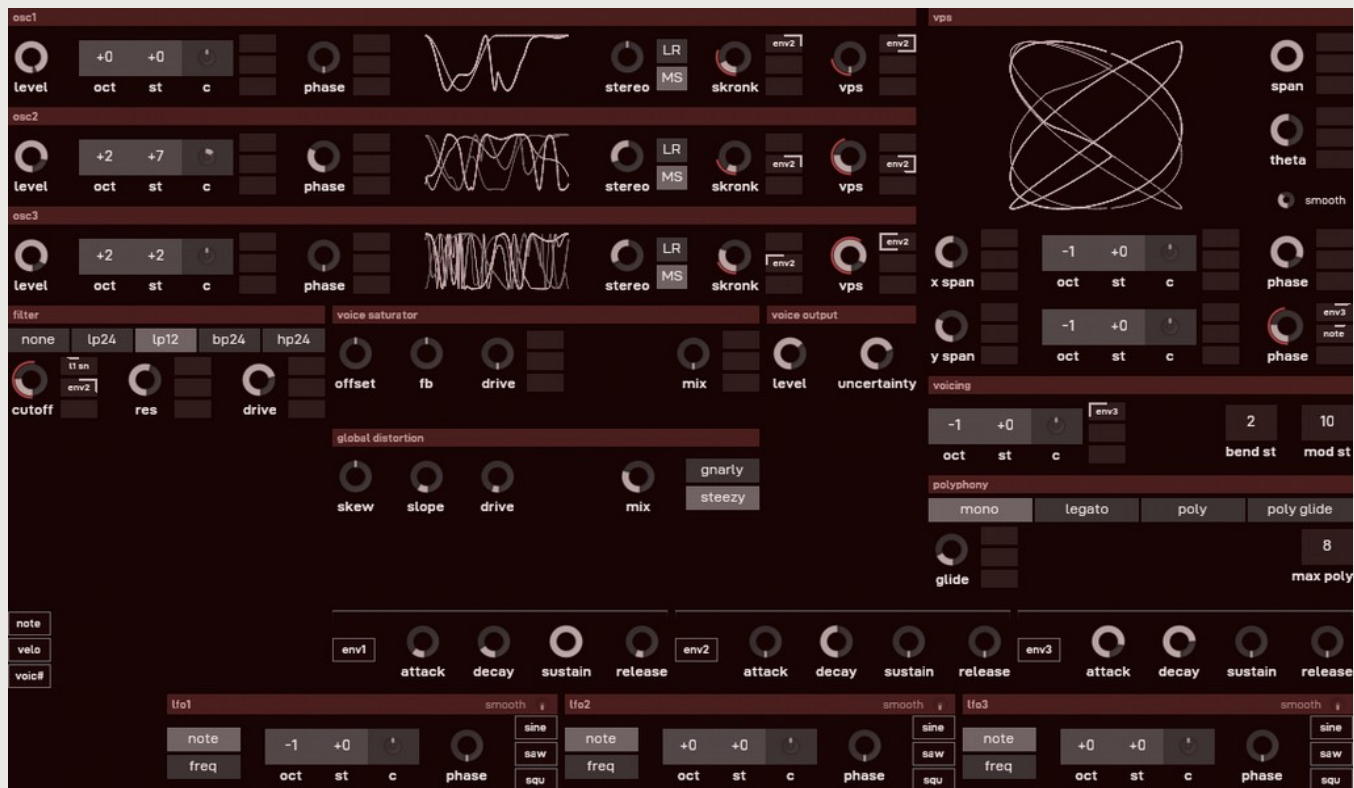 osc1
vps
+0 +0
LR
MS
env2
env2
level oct st c phase stereo skronk vps
span
osc2
+2 +7
LR
MS
env2
env2
level oct st c phase stereo skronk vps
theta
smooth
osc3
+2 +2
LR
MS
env2
env2
level oct st c phase stereo skronk vps
-1 +0
x span oct st c phase
filter
voice saturator
voice output
none lp24 lp12 bp24 hp24
l1 sn
env2
cutoff res drive
offset fb drive mix
level uncertainty
-1 +0
env3
note
y span oct st c phase
voicing
-1 +0
env3
2 10
oct st c bend st mod st
global distortion
gnarly
steezy
skew slope drive mix
polyphony
mono legato poly poly glide
8
glide max poly
note
velo
voic#
env1
attack decay sustain release
env2
attack decay sustain release
env3
attack decay sustain release
lfo1 smooth
note
freq
-1 +0
oct st c phase
sine
saw
squ
lfo2 smooth
note
freq
+0 +0
oct st c phase
sine
saw
squ
lfo3 smooth
note
freq
+0 +0
oct st c phase
sine
saw
squ